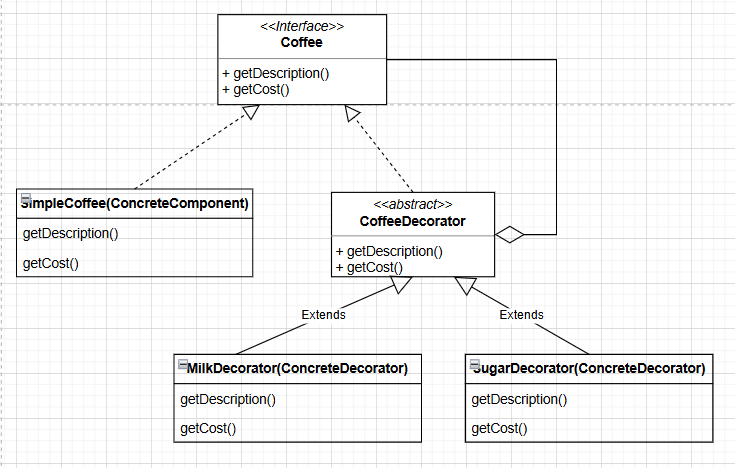 <<Interface>>
Coffee
+ getDescription()
+ getCost()
SimpleCoffee(ConcreteComponent)
getDescription()
getCost()
<<abstract>>
CoffeeDecorator
+ getDescription()
+ getCost()
Extends
Extends
MilkDecorator(ConcreteDecorator)
getDescription()
getCost()
SugarDecorator(ConcreteDecorator)
getDescription()
getCost()